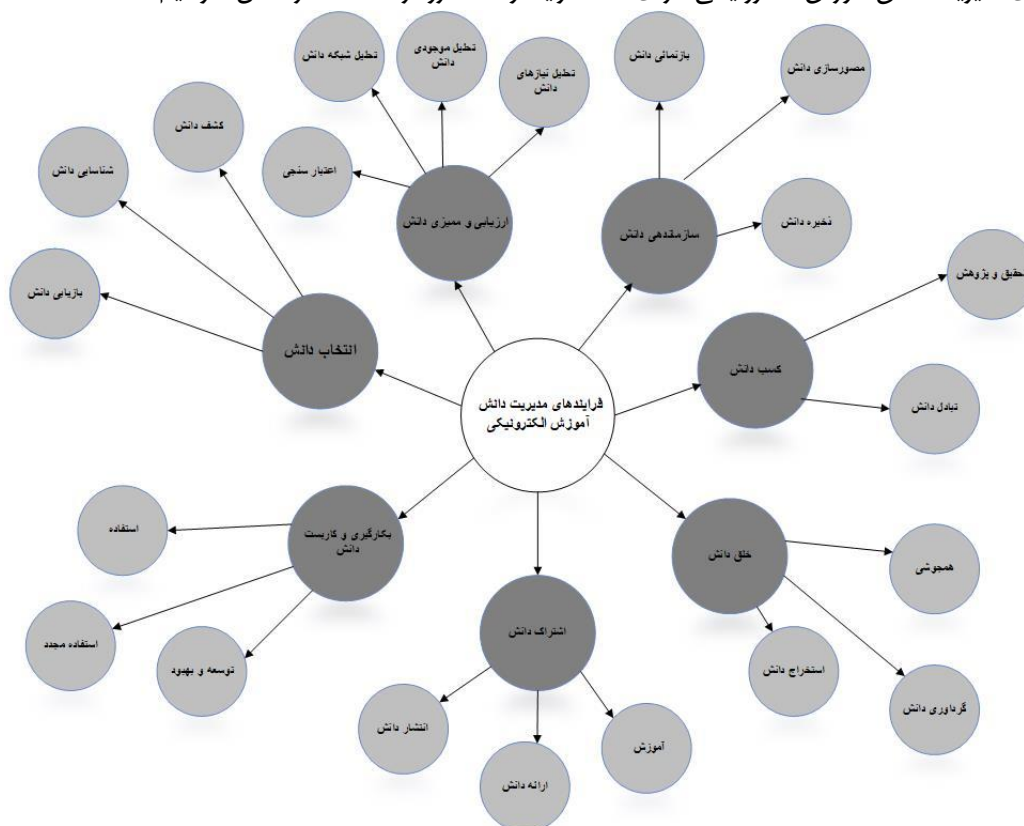 تحلیل موجودی
دانش
تحلیل شبکه دانش
تحلیل نیازهای
دانش
بازنمائی دانش
مصورسازی دانش
کشف دانش
شناسایی دانش
اعتبار سنجی
ارزیابی و ممیزی دانش
سازماندهی دانش
ذخیره دانش
تحقیق و پژوهش
بازیابی دانش
انتخاب دانش
کسب دانش
فرایندهای مدیریت دانش
آموزش الکترونیکی
تبادل دانش
استفاده
بکارگیری و کاربست
دانش
خلق دانش
همجوشی
استفاده مجدد
توسعه و بهبود
اشتراک دانش
استخراج دانش
گرداوری دانش
انتشار دانش
ارائه دانش
آموزش